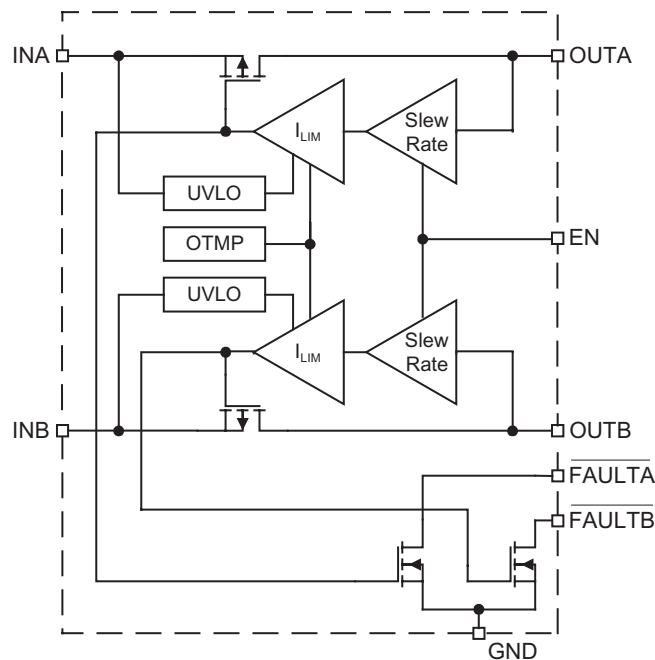 INA
OUTA
I_LIM
Slew
Rate
UVLO
OTMP
EN
UVLO
I_LIM
Slew
Rate
INB
OUTB
FAULTA
FAULTB
GND